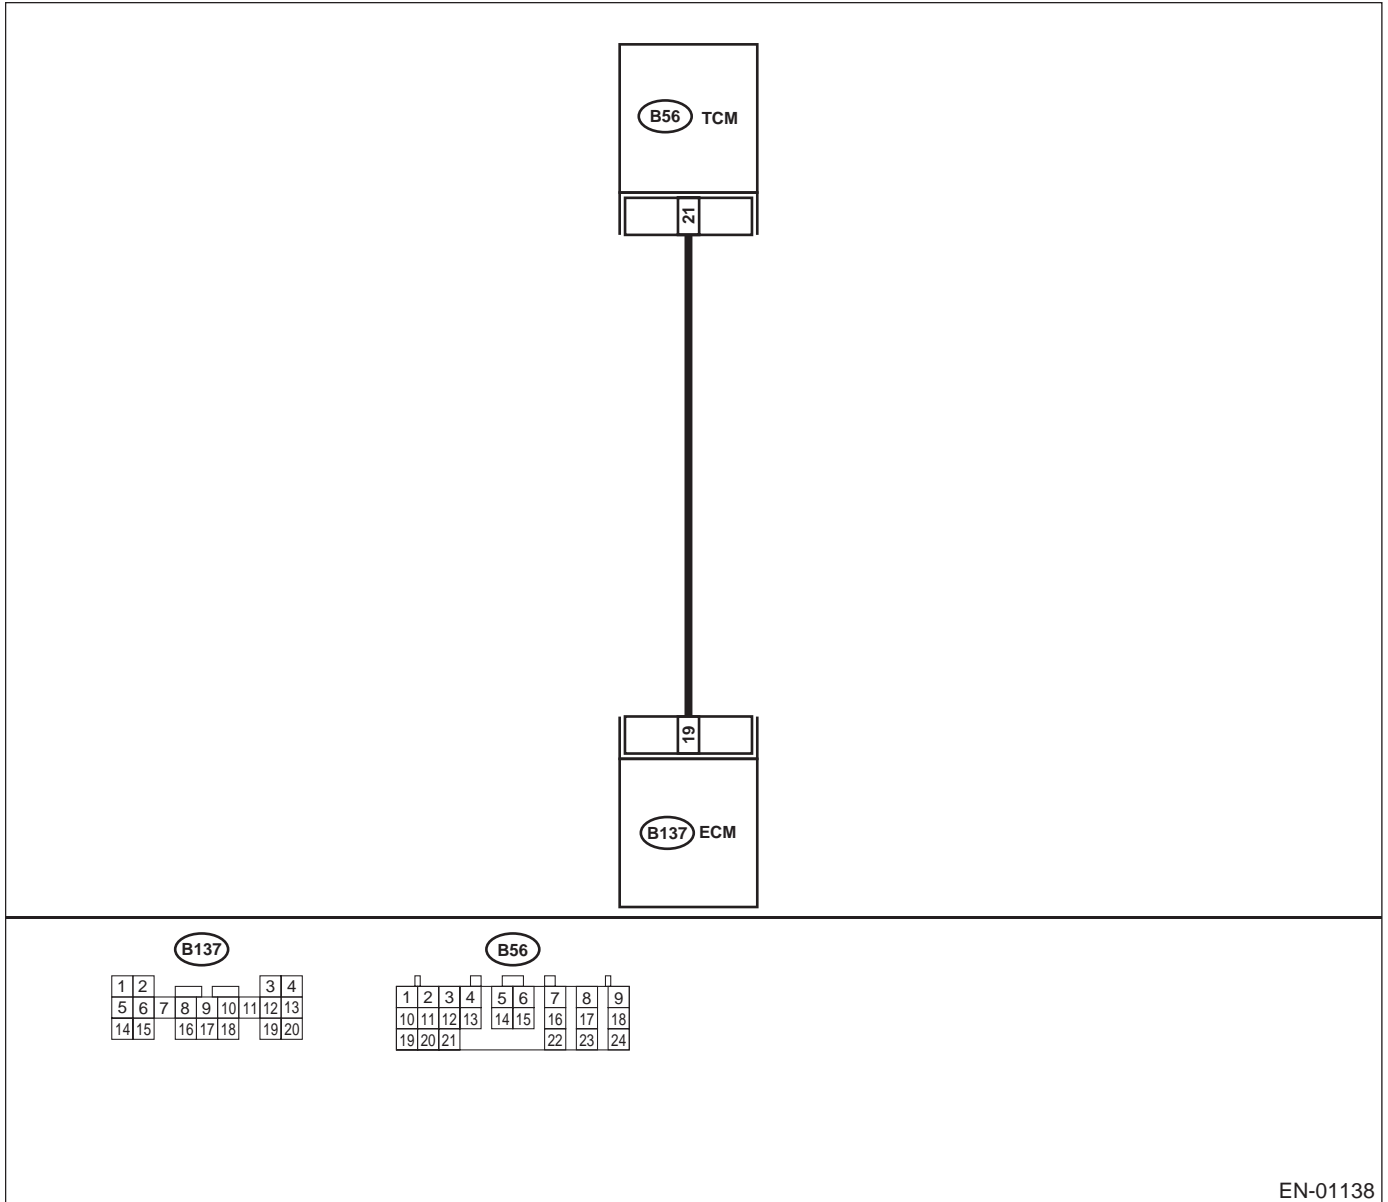 B56 TCM
21
19
B137 ECM
B137
1 2 3 4
5 6 7 8 9 10 11 12 13
14 15 16 17 18 19 20
B56
1 2 3 4 5 6 7 8 9
10 11 12 13 14 15 16 17 18
19 20 21 22 23 24
EN-01138